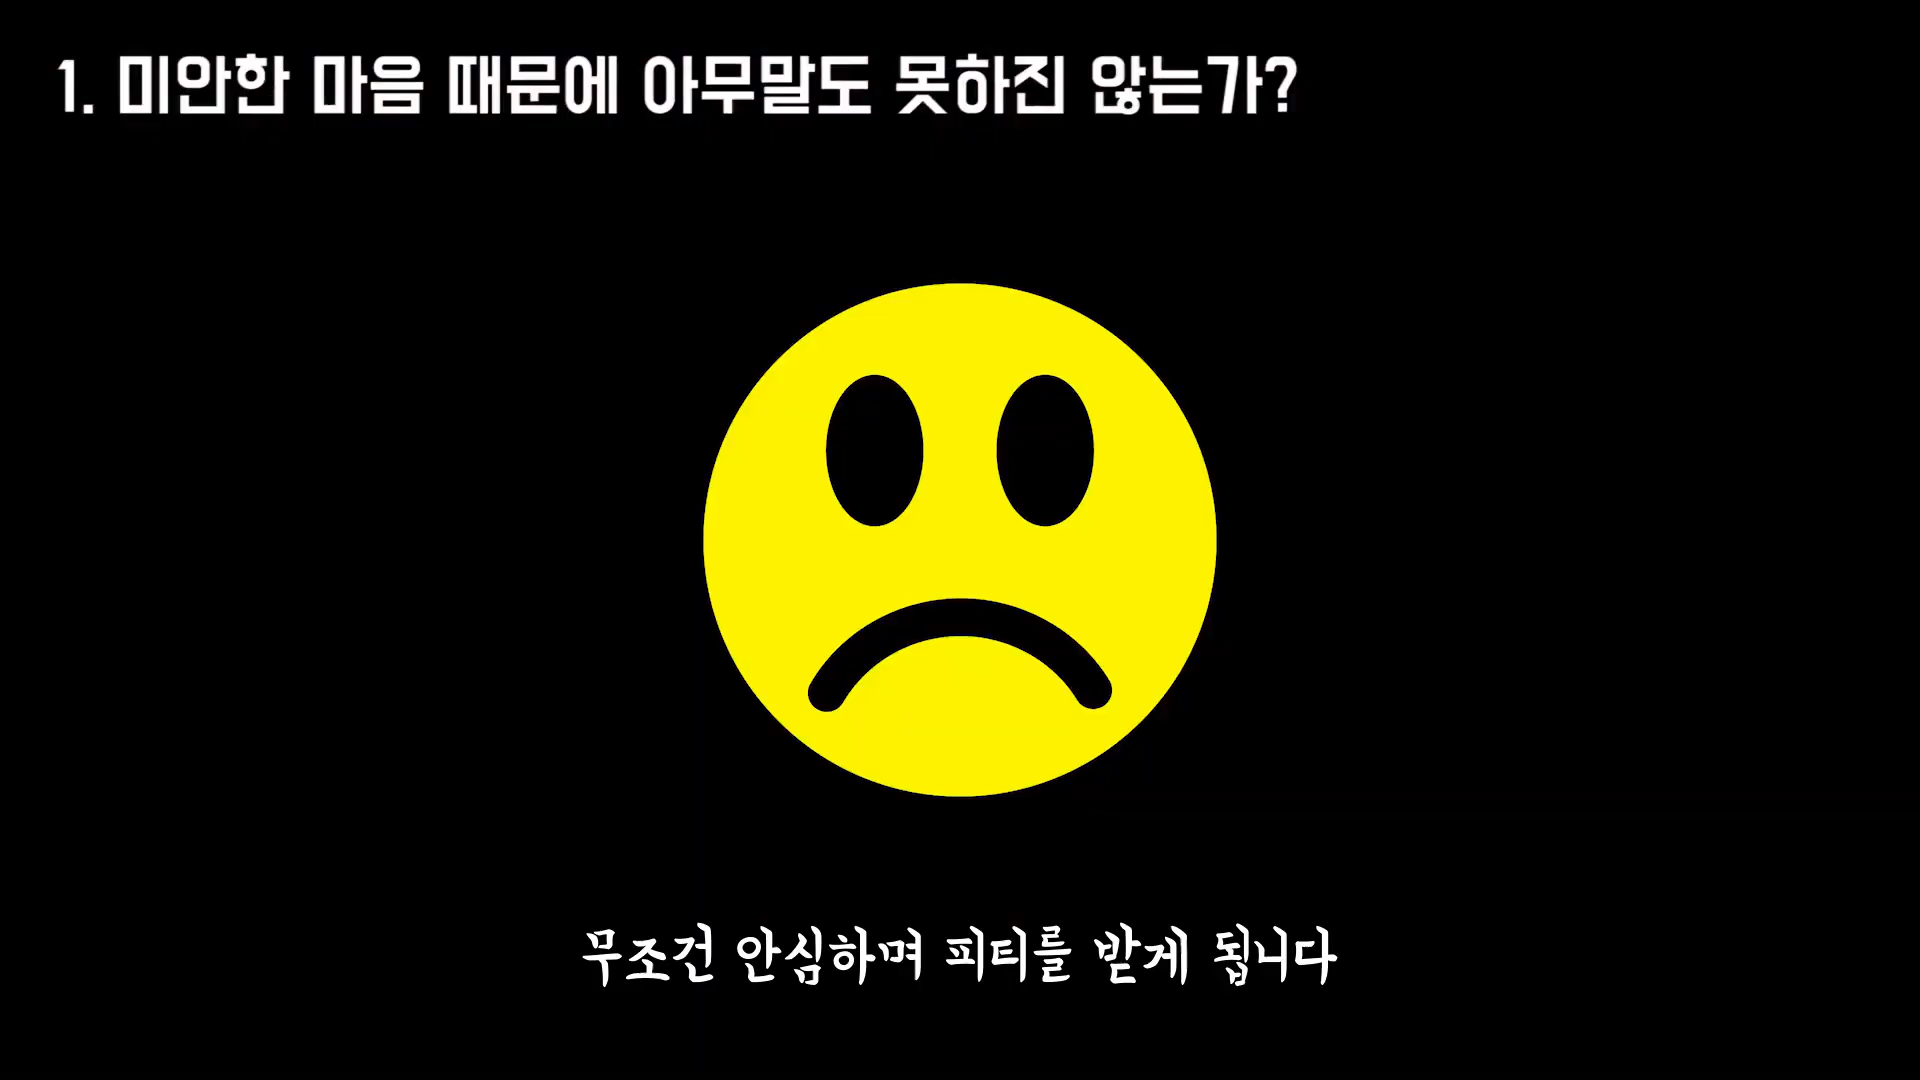 1. 미안한 마음 때문에 아무말도 못하진 않는가?
무조건 안심하며 피티를 받게 됩니다